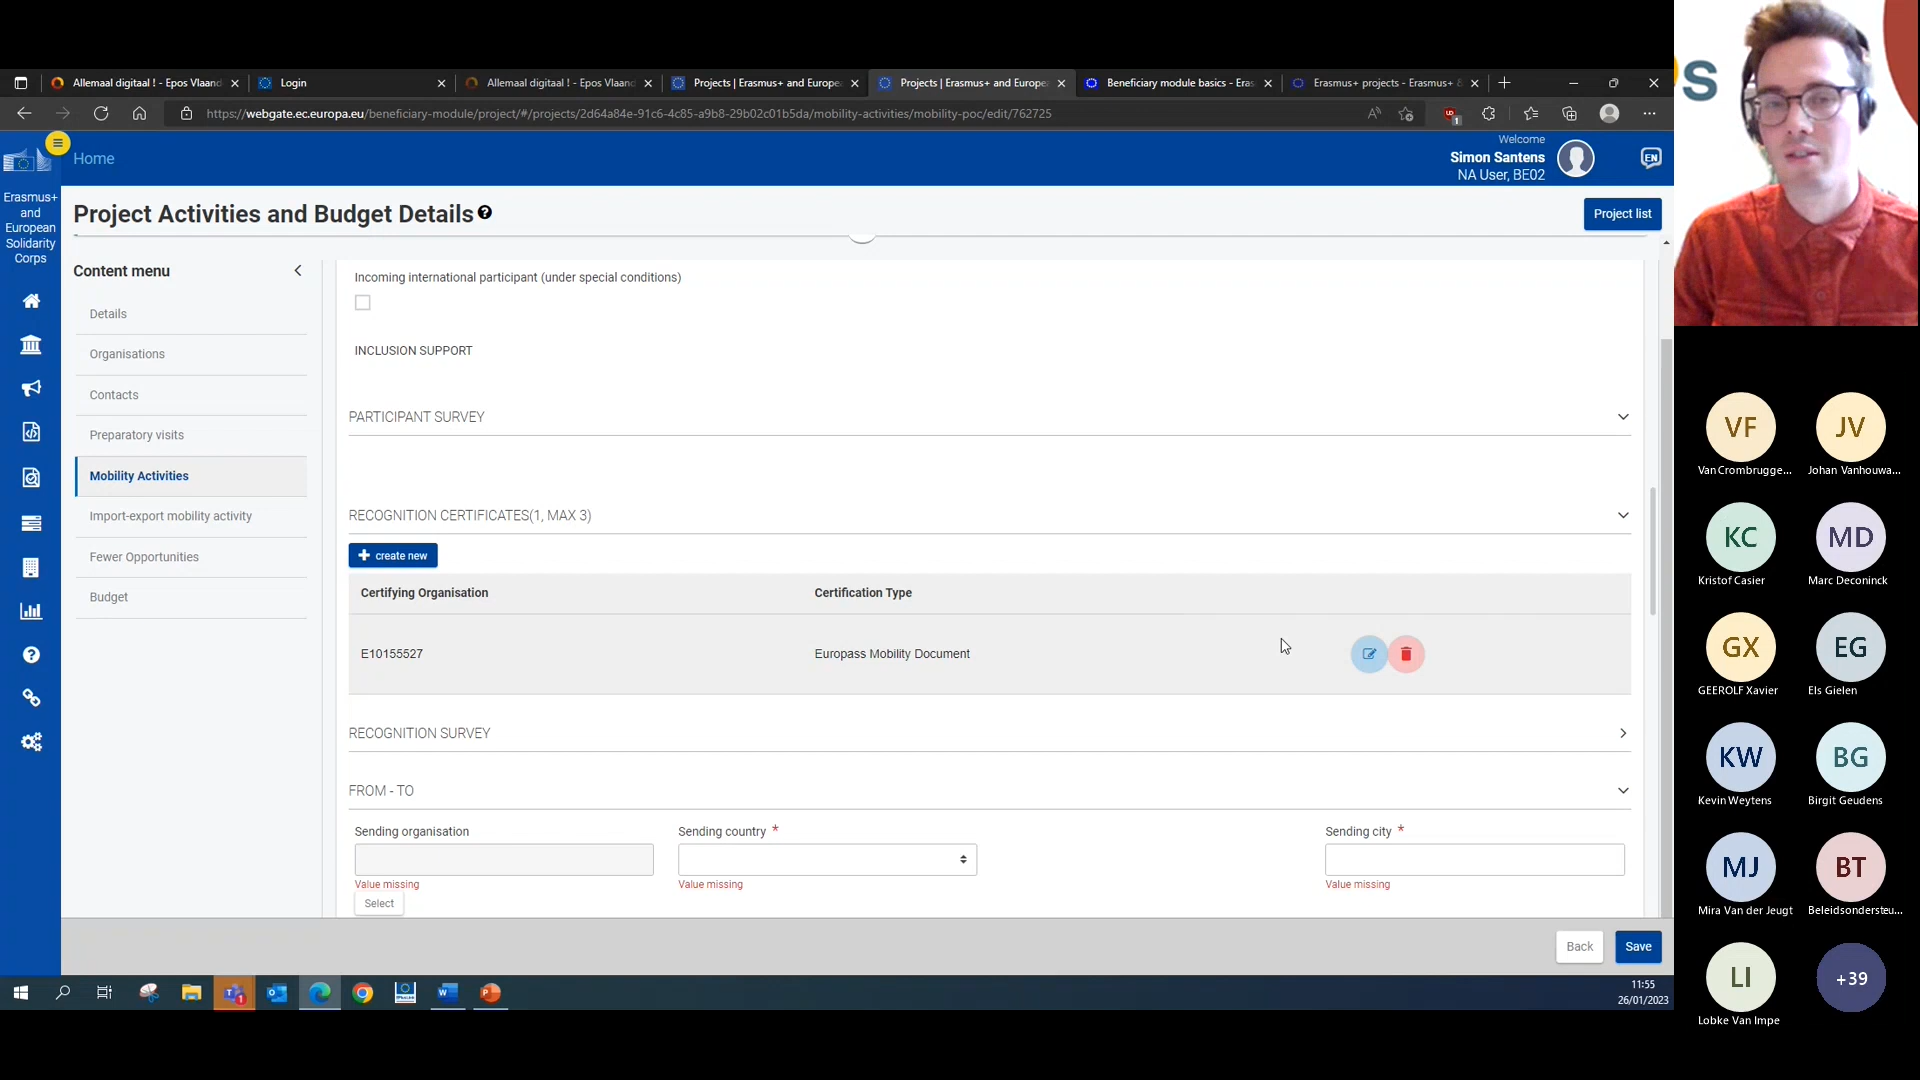 Allemaal digitaal ! - Epos Vlaand
Login
Allemaal digitaal ! - Epos Vlaand
Projects | Erasmus+ and Europe
Projects | Erasmus+ and Europe
Beneficiary module basics - Eras
Erasmus+ projects - Erasmus+ &
https://webgate.ec.europa.eu/beneficiary-module/project/#/projects/2d64a84e-91c6-4c85-a9b8-29b02c01b5da/mobility-activities/mobility-poc/edit/762725
1
Home
Welcome
Simon Santens
NA User, BE02
EN
Erasmus+
and
European
Solidarity
Corps
Project Activities and Budget Details
Project list
Content menu
Details
Organisations
Contacts
Preparatory visits
Mobility Activities
Import-export mobility activity
Fewer Opportunities
Budget
Incoming international participant (under special conditions)
INCLUSION SUPPORT
PARTICIPANT SURVEY
RECOGNITION CERTIFICATES(1, MAX 3)
+ create new
Certifying Organisation
Certification Type
E10155527
Europass Mobility Document
RECOGNITION SURVEY
FROM - TO
Sending organisation
Sending country *
Sending city *
Value missing
Value missing
Value missing
Select
Back
Save
11:55
26/01/2023
os
VF
Van Crombrugge...
JV
Johan Vanhouwa...
KC
Kristof Casier
MD
Marc Deconinck
GX
GEEROLF Xavier
EG
Els Gielen
KW
Kevin Weytens
BG
Birgit Geudens
MJ
Mira Van der Jeugt
BT
Beleidsondersteu...
LI
Lobke Van Impe
+39